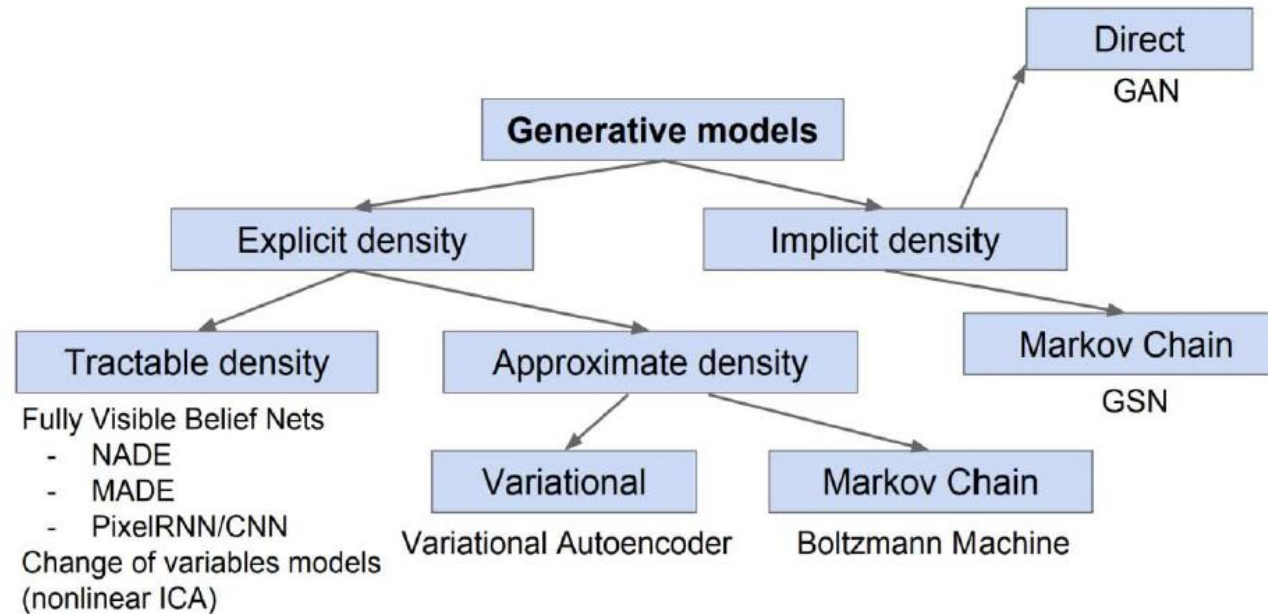 Direct
GAN
Generative models
Explicit density
Implicit density
Tractable density
Approximate density
Markov Chain
GSN
Fully Visible Belief Nets
- NADE
- MADE
- PixelRNN/CNN
Change of variables models
(nonlinear ICA)
Variational
Markov Chain
Variational Autoencoder
Boltzmann Machine